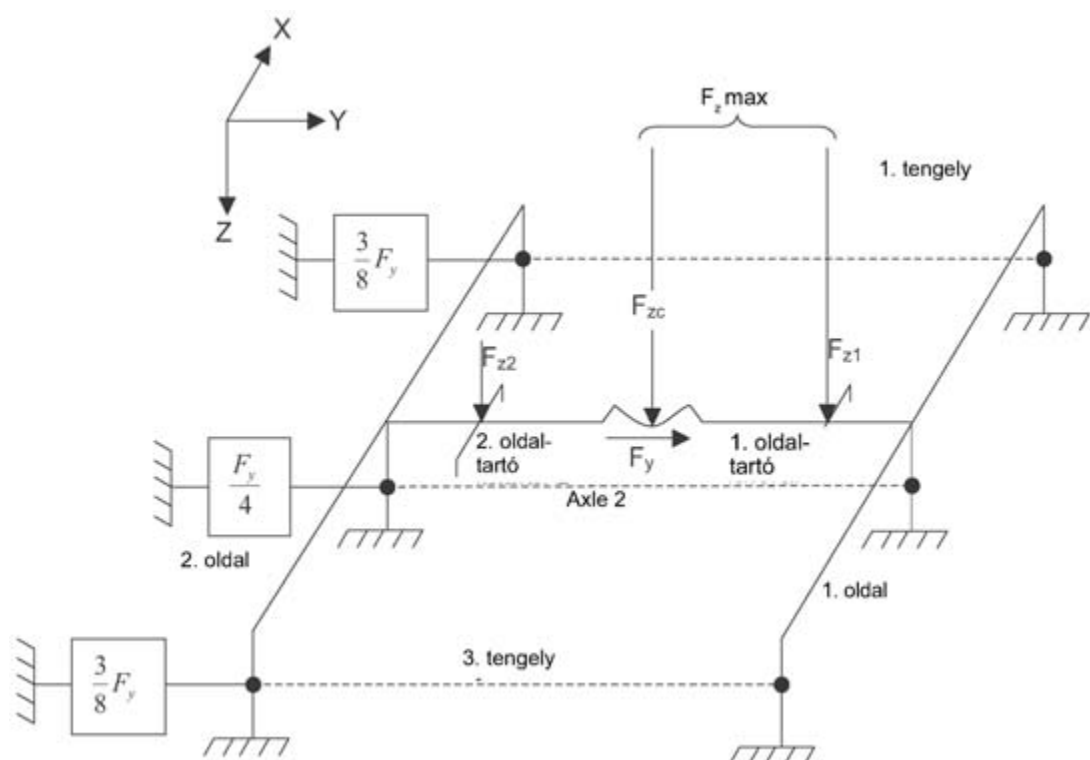 X
Y
Z
F_z max
1. tengely
3/8 F_y
F_zc
F_z2
F_z1
2. oldal-
tartó
F_y
1. oldal-
tartó
F_y/4
Axle 2
2. oldal
1. oldal
3. tengely
3/8 F_y